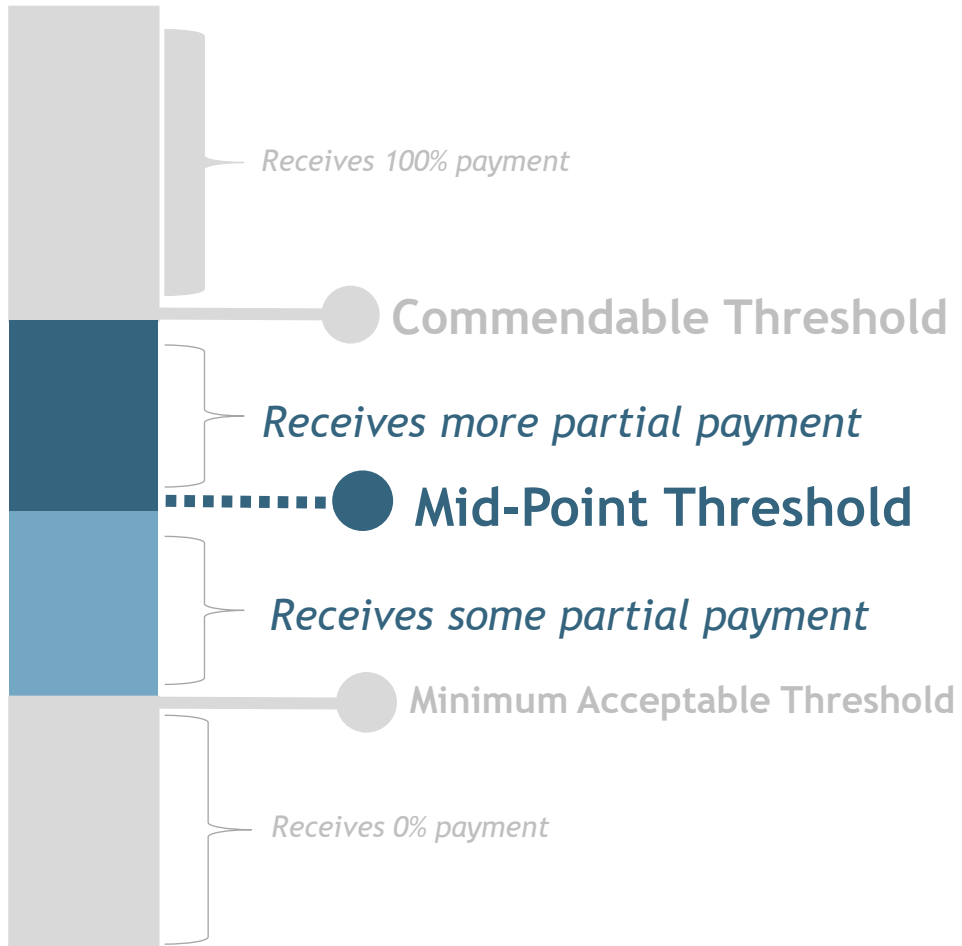 Receives 100% payment
Commendable Threshold
Receives more partial payment
Mid-Point Threshold
Receives some partial payment
Minimum Acceptable Threshold
Receives 0% payment